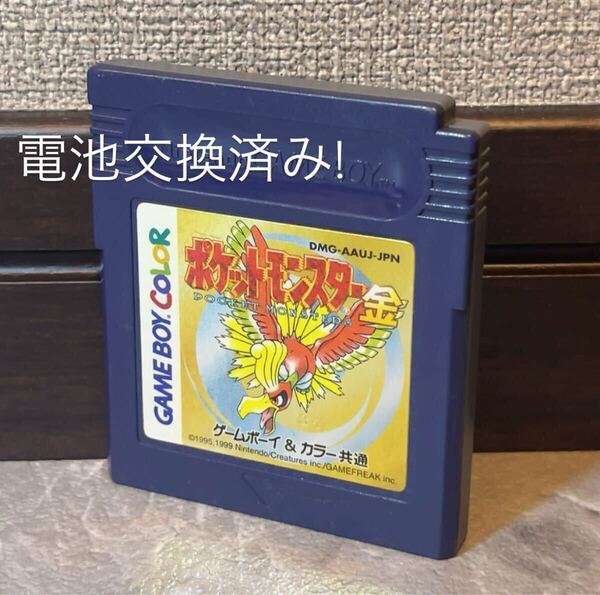 電池交換済み!
GAME BOY COLOR
DMG-AAUJ-JPN
ポケットモンスター金
POCKET MONSTERS
ゲームボーイ & カラー共通
©1995,1999 Nintendo/Creatures inc./GAMEFREAK inc.